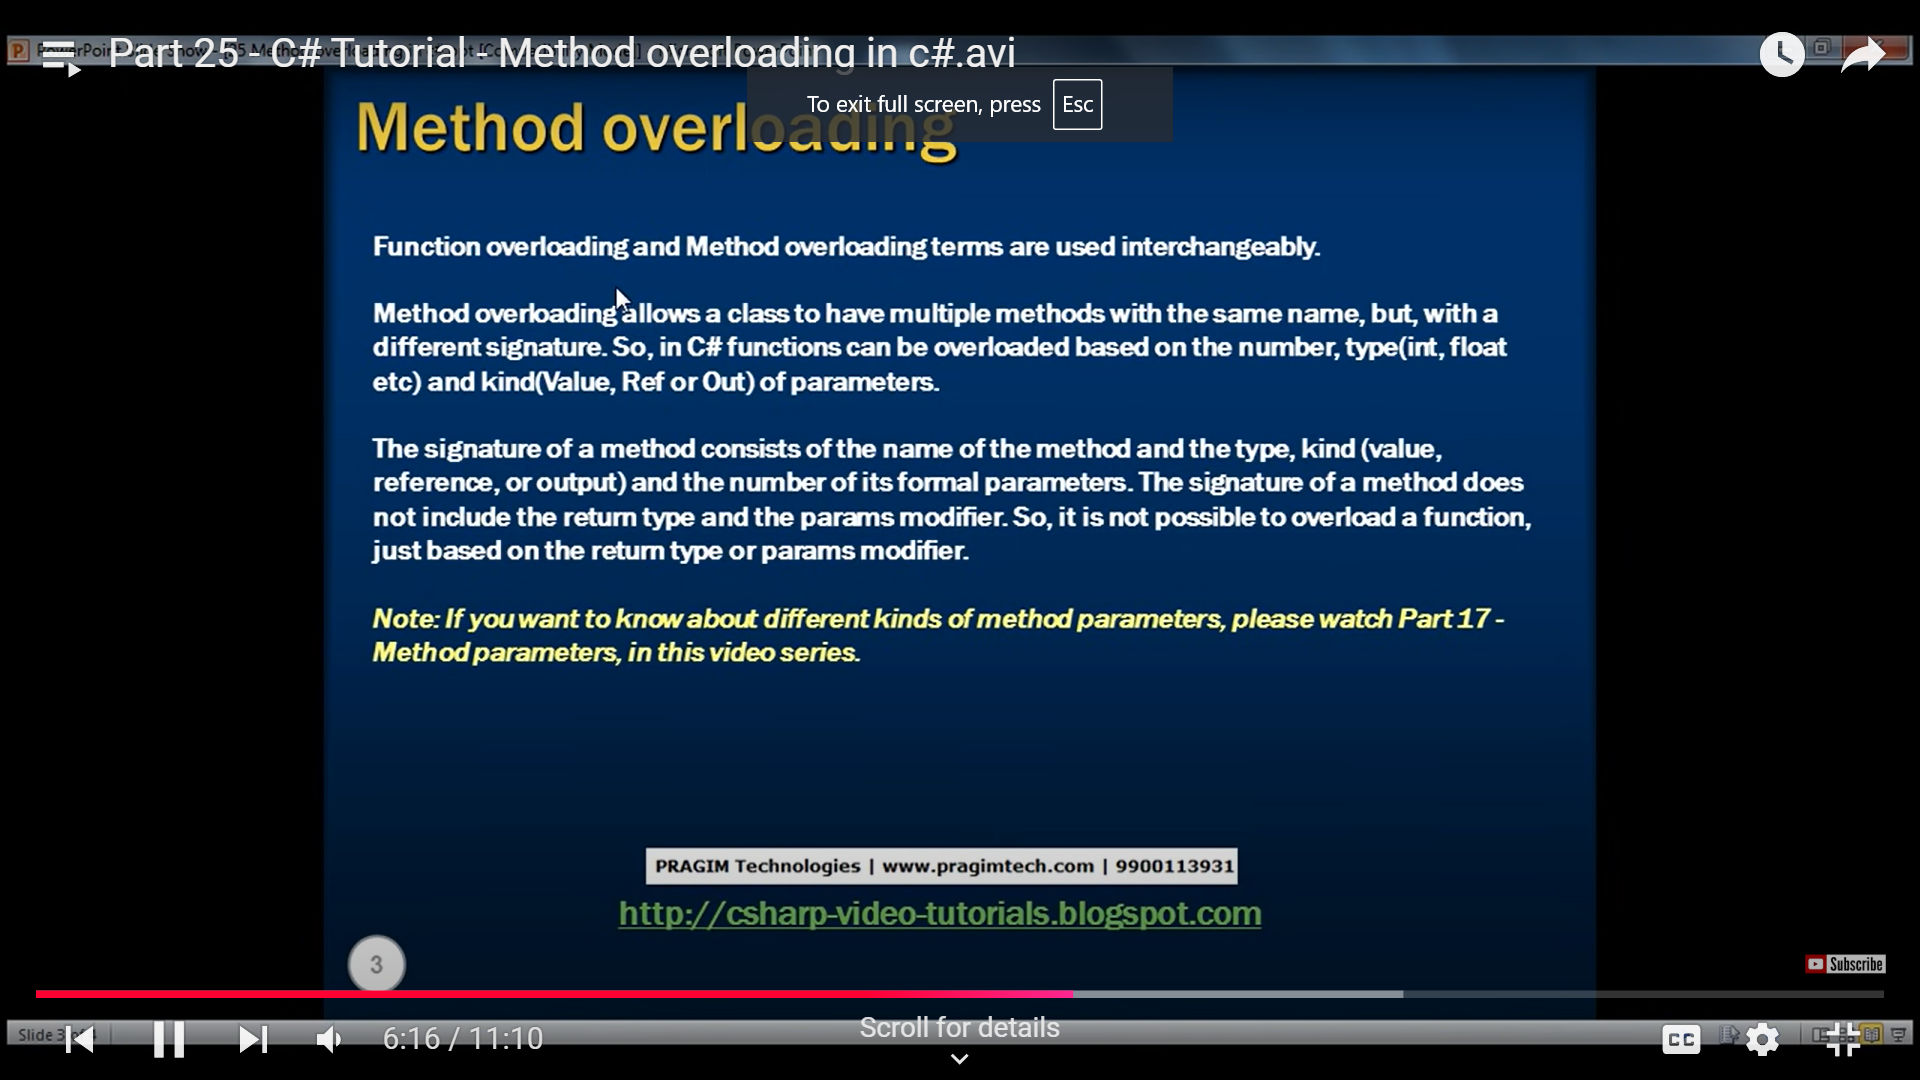 Part 25 - C# Tutorial - Method overloading in c#.avi
To exit full screen, press Esc
Method overloading
Function overloading and Method overloading terms are used interchangeably.
Method overloading allows a class to have multiple methods with the same name, but, with a
different signature. So, in C# functions can be overloaded based on the number, type(int, float
etc) and kind(Value, Ref or Out) of parameters.
The signature of a method consists of the name of the method and the type, kind (value,
reference, or output) and the number of its formal parameters. The signature of a method does
not include the return type and the params modifier. So, it is not possible to overload a function,
just based on the return type or params modifier.
Note: If you want to know about different kinds of method parameters, please watch Part 17 -
Method parameters, in this video series.
PRAGIM Technologies | www.pragimtech.com | 9900113931
http://csharp-video-tutorials.blogspot.com
3
Subscribe
Slide 3
6:16 / 11:10
Scroll for details
CC